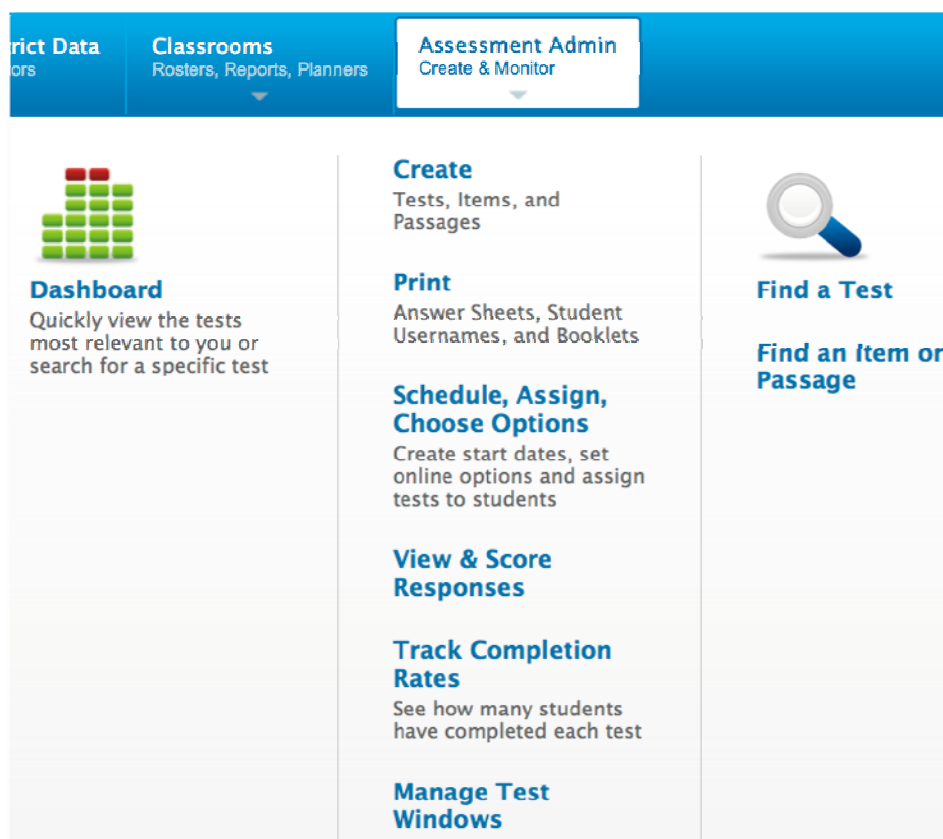 rict Data
ors
Classrooms
Rosters, Reports, Planners
Assessment Admin
Create & Monitor
Dashboard
Quickly view the tests
most relevant to you or
search for a specific test
Create
Tests, Items, and
Passages
Print
Answer Sheets, Student
Usernames, and Booklets
Schedule, Assign,
Choose Options
Create start dates, set
online options and assign
tests to students
View & Score
Responses
Track Completion
Rates
See how many students
have completed each test
Manage Test
Windows
Find a Test
Find an Item or
Passage